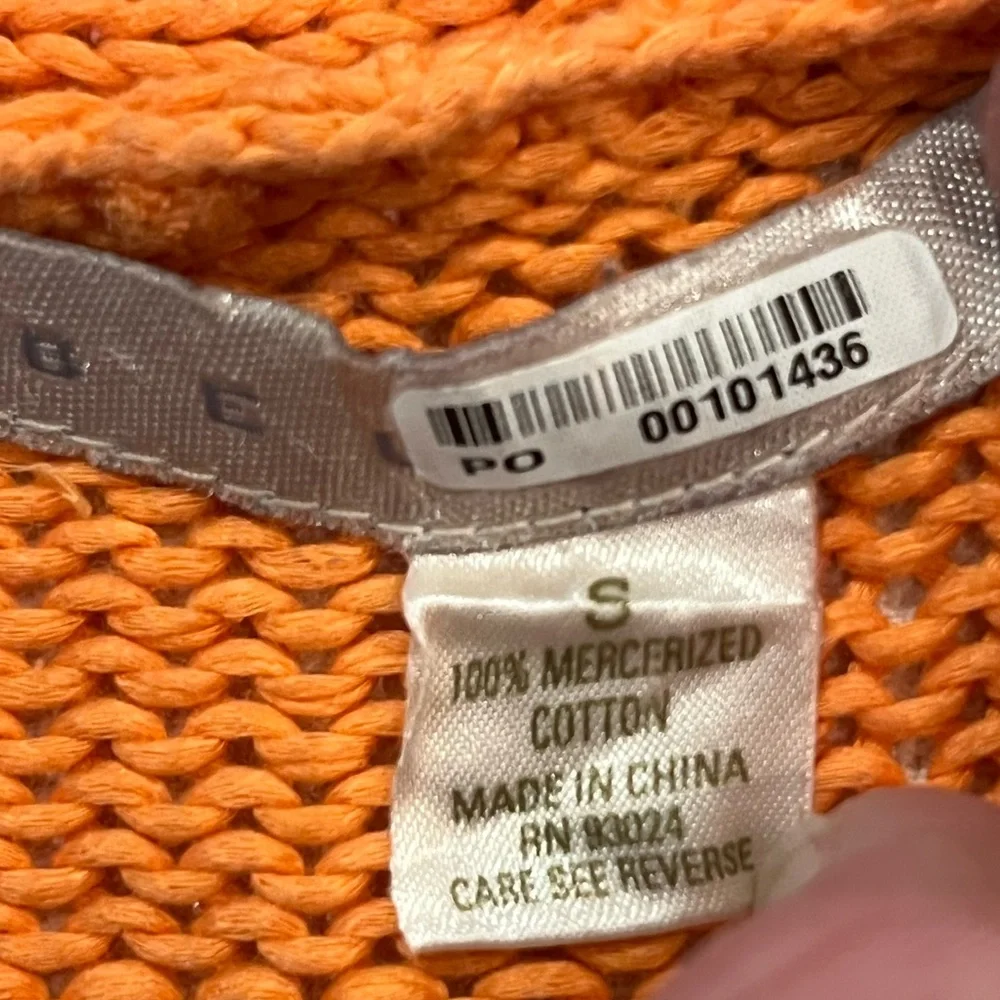 PO 00101436
S
100% MERCERIZED
COTTON
MADE IN CHINA
RN 93024
CARE SEE REVERSE